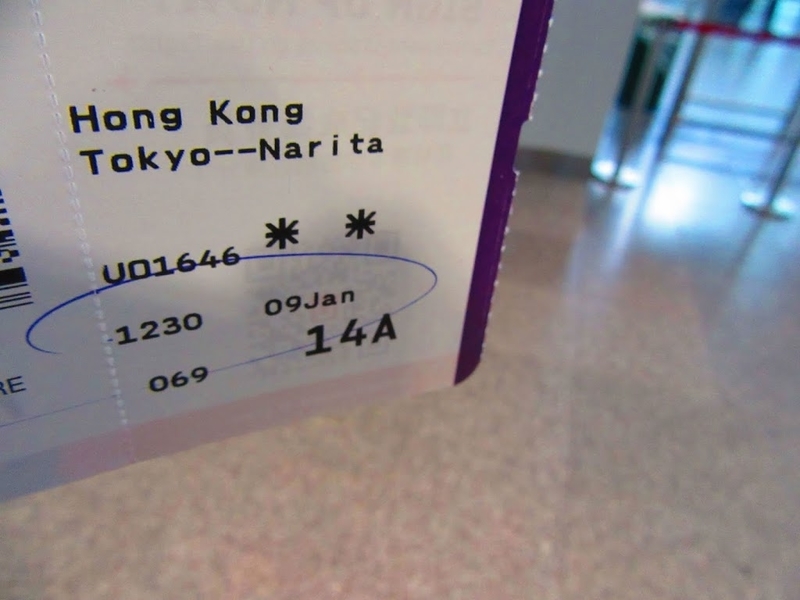 Hong Kong
Tokyo--Narita
* *
UO1646
1230 09Jan
14A
069
RE